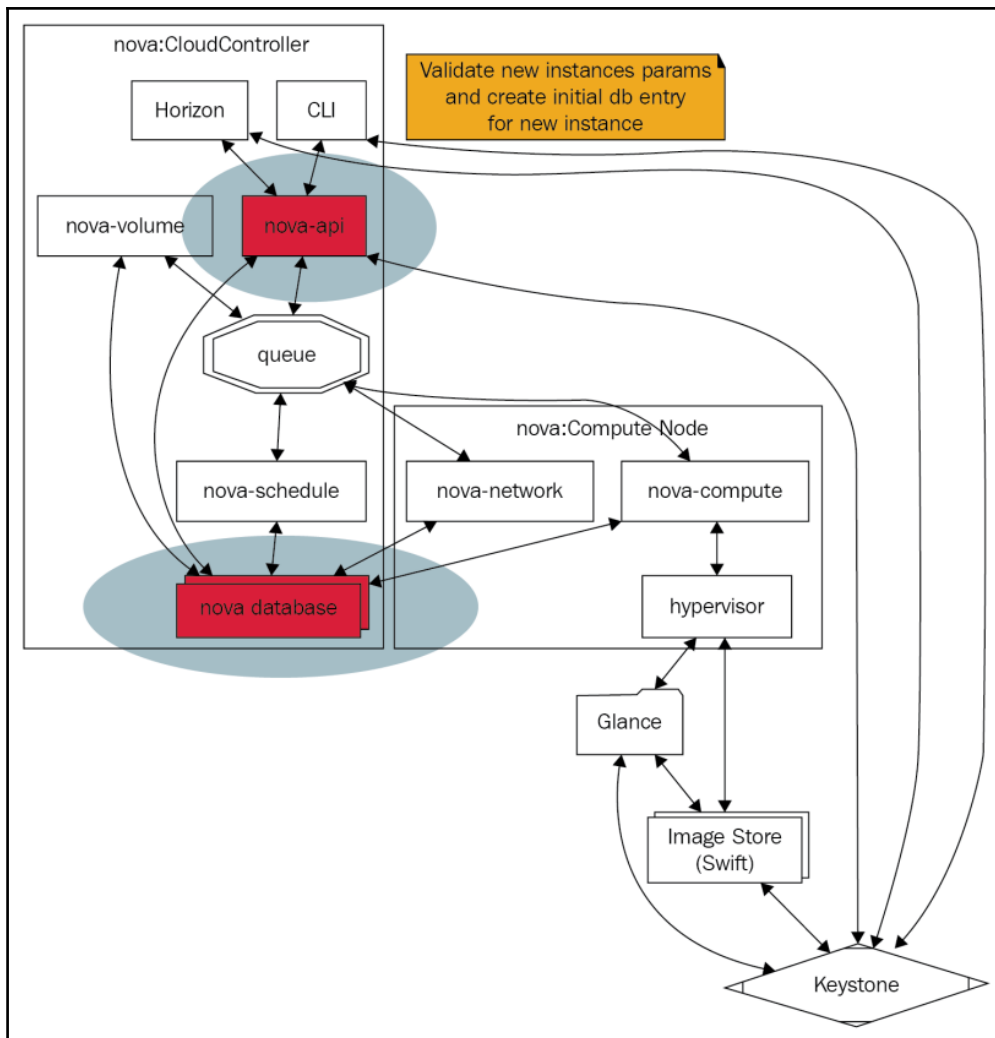 nova:CloudController
Horizon
CLI
Validate new instances params
and create initial db entry
for new instance
nova-volume
nova-api
queue
nova:Compute Node
nova-schedule
nova-network
nova-compute
nova database
hypervisor
Glance
Image Store
(Swift)
Keystone